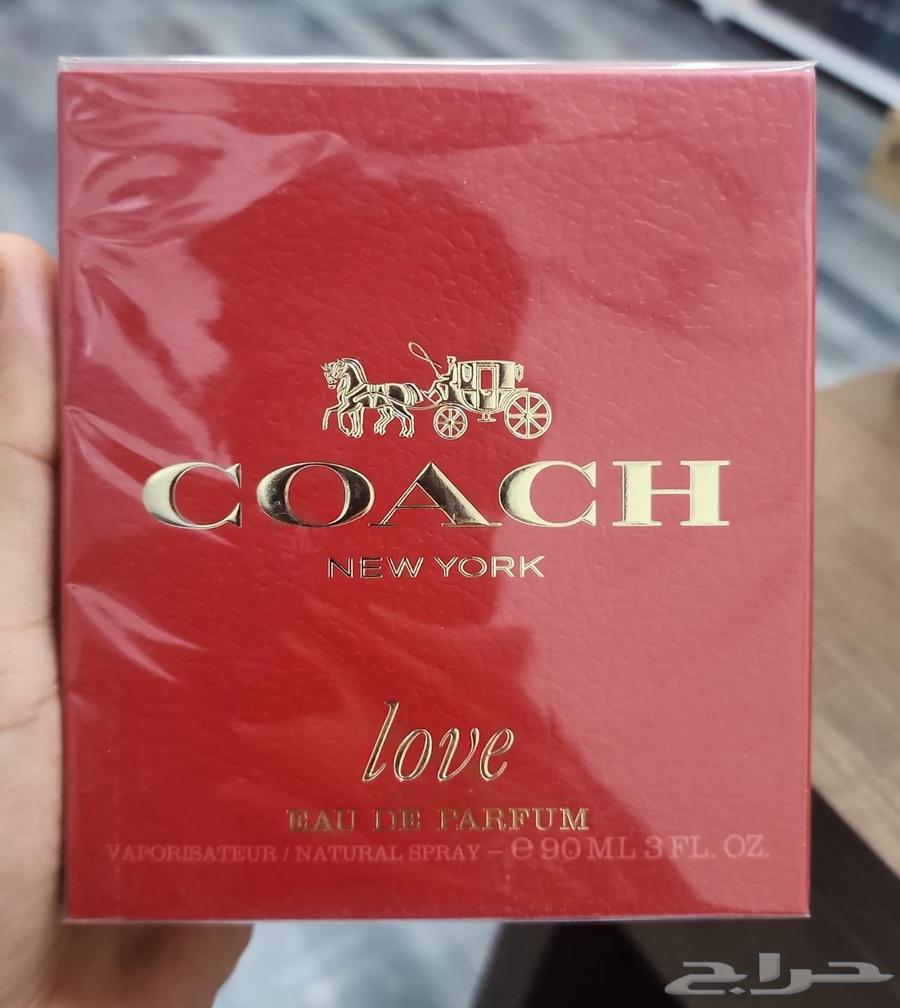 COACH
NEW YORK
love
EAU DE PARFUM
VAPORISATEUR / NATURAL SPRAY – e 90 ML 3 FL. OZ.
حراج